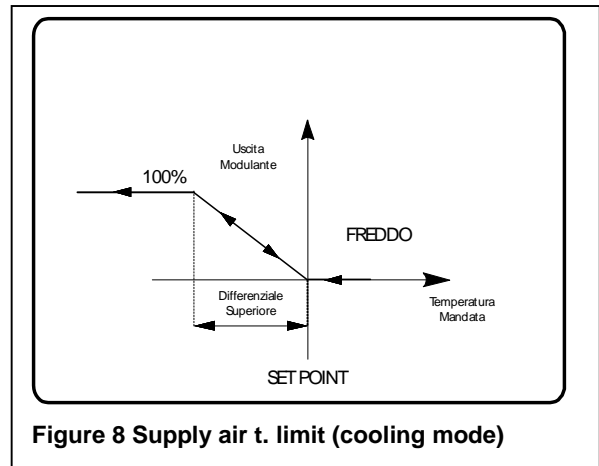 Uscita
Modulante
100%
FREDDO
Differenziale
Superiore
Temperatura
Mandata
SET POINT
Figure 8 Supply air t. limit (cooling mode)